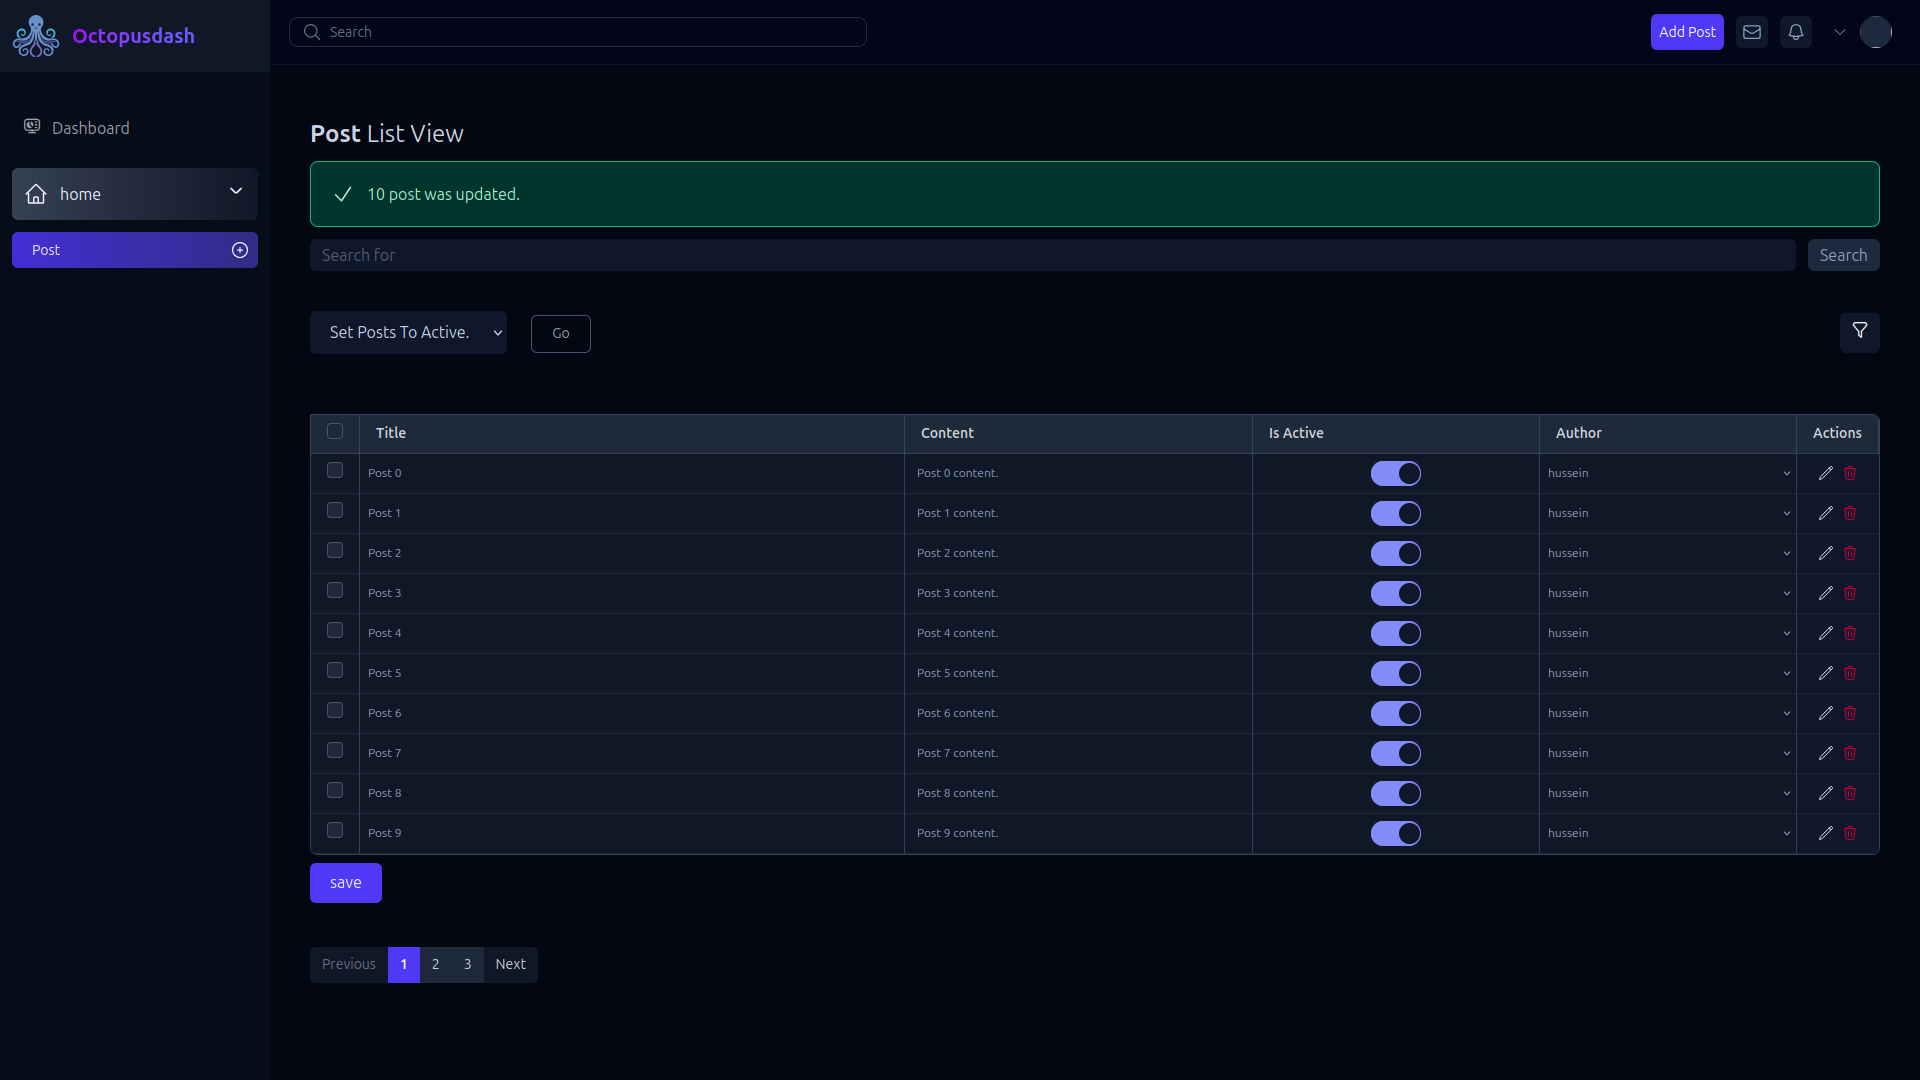 Octopusdash
Search
Add Post
Dashboard
home
Post
Post List View
10 post was updated.
Search for
Search
Set Posts To Active.
Go
Title Content Is Active Author Actions
Post 0 Post 0 content. hussein
Post 1 Post 1 content. hussein
Post 2 Post 2 content. hussein
Post 3 Post 3 content. hussein
Post 4 Post 4 content. hussein
Post 5 Post 5 content. hussein
Post 6 Post 6 content. hussein
Post 7 Post 7 content. hussein
Post 8 Post 8 content. hussein
Post 9 Post 9 content. hussein
save
Previous 1 2 3 Next